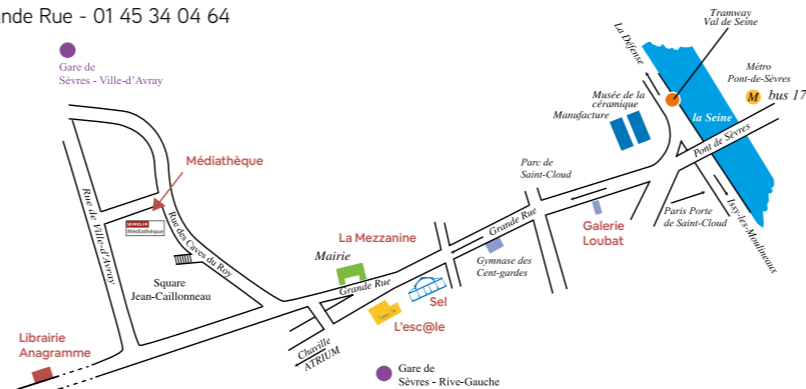 nde Rue - 01 45 34 04 64
Gare de
Sèvres - Ville-d'Avray
Tramway
Val de Seine
La Défense
Métro
Pont-de-Sèvres
M bus 17
Musée de la
céramique
Manufacture
la Seine
Pont de Sèvres
Médiathèque
Parc de
Saint-Cloud
Rue de Ville-d'Avray
Médiathèque
Rue des Caves du Roy
Paris Porte
de Saint-Cloud
Issy-les-Moulineaux
Galerie
Loubat
Grande Rue
La Mezzanine
Mairie
Gymnase des
Cent-gardes
Square
Jean-Caillonneau
Grande Rue
Sel
L'esc@le
Librairie
Anagramme
Chaville
ATRIUM
Gare de
Sèvres - Rive-Gauche